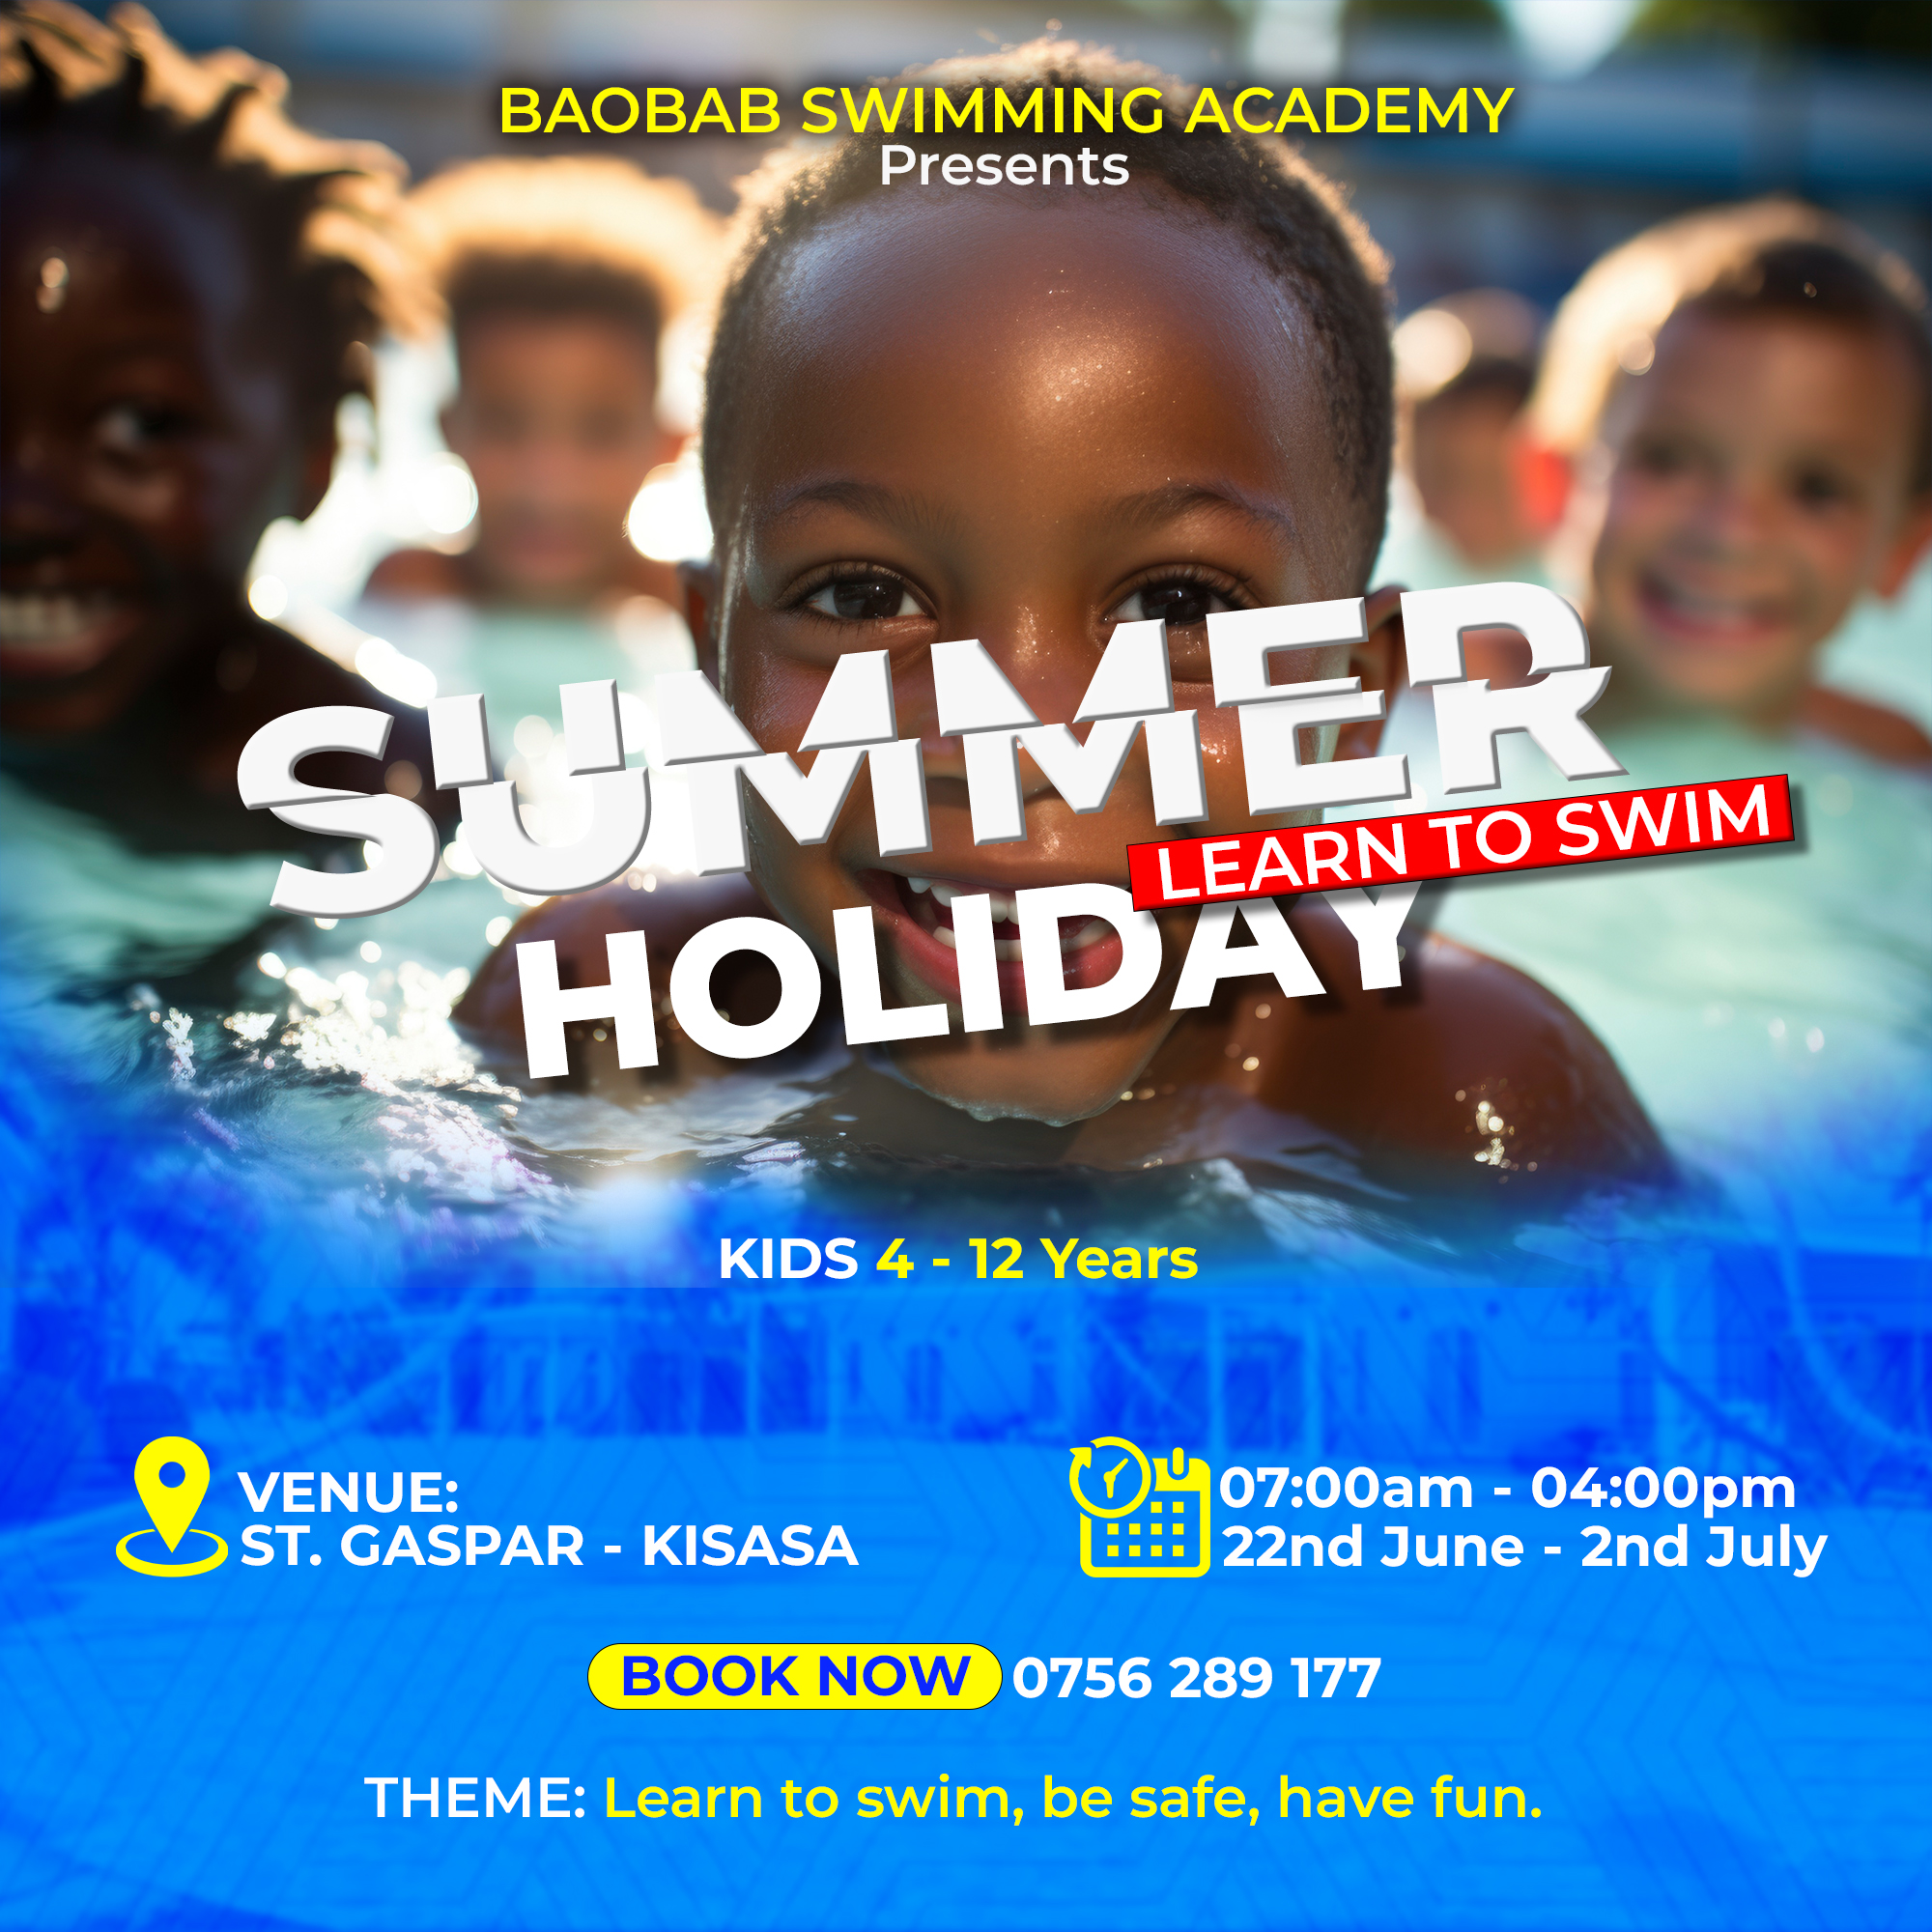 BAOBAB SWIMMING ACADEMY
Presents
SUMMER
LEARN TO SWIM
HOLIDAY
KIDS 4 - 12 Years
VENUE:
ST. GASPAR - KISASA
07:00am - 04:00pm
22nd June - 2nd July
BOOK NOW 0756 289 177
THEME: Learn to swim, be safe, have fun.